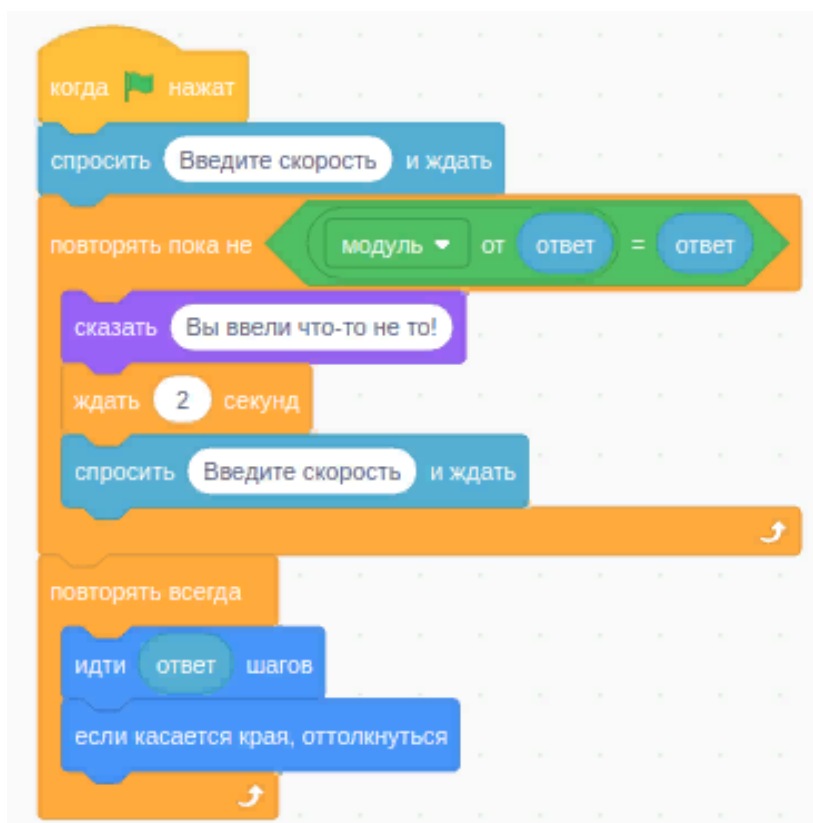 когда нажат
спросить Введите скорость и ждать
повторять пока не модуль от ответ = ответ
сказать Вы ввели что-то не то!
ждать 2 секунд
спросить Введите скорость и ждать
повторять всегда
идти ответ шагов
если касается края, оттолкнуться